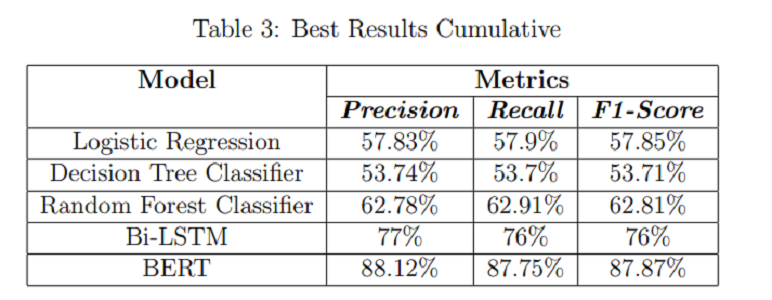 Table 3: Best Results Cumulative
Model Metrics
Precision Recall F1-Score
Logistic Regression 57.83% 57.9% 57.85%
Decision Tree Classifier 53.74% 53.7% 53.71%
Random Forest Classifier 62.78% 62.91% 62.81%
Bi-LSTM 77% 76% 76%
BERT 88.12% 87.75% 87.87%